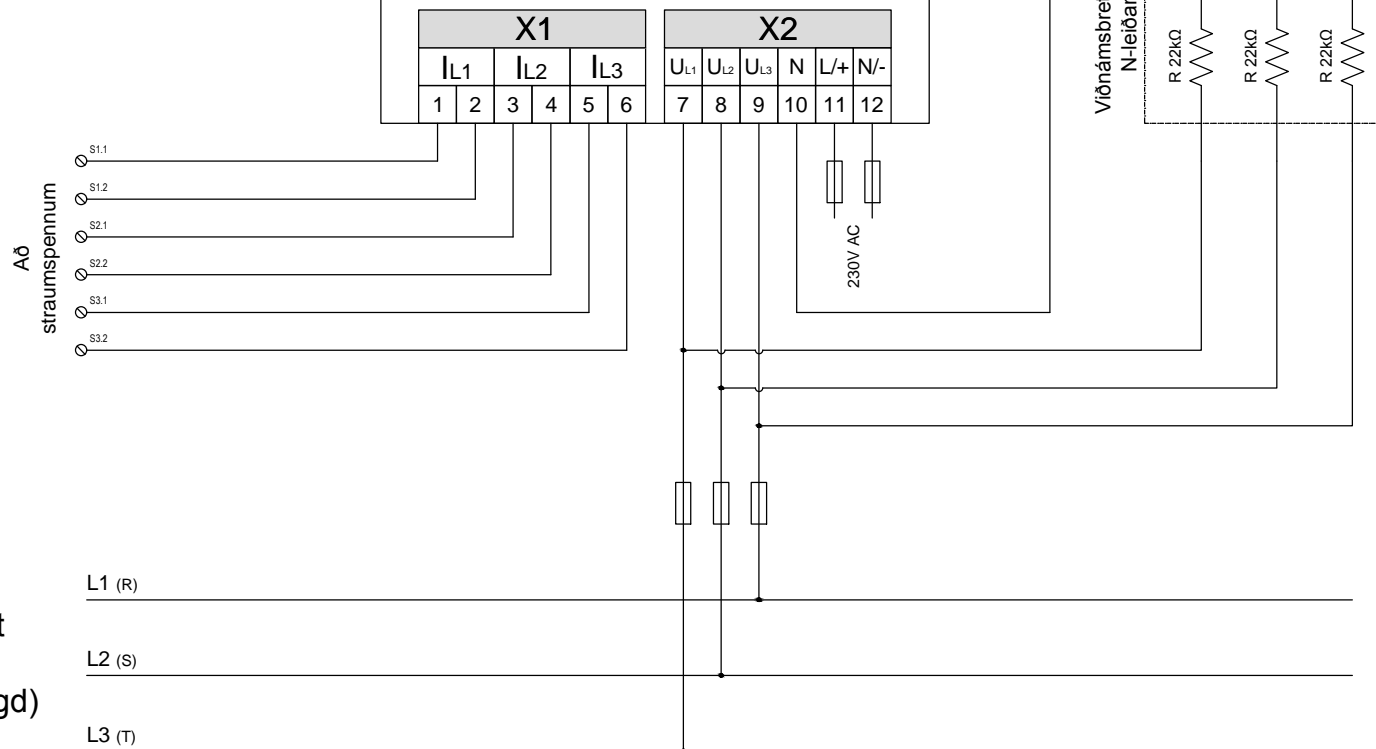 X1
X2
IL1 IL2 IL3
UL1 UL2 UL3 N L/+ N/-
1 2 3 4 5 6
7 8 9 10 11 12
R 22kΩ
R 22kΩ
R 22kΩ
N-leiðar
S1.1
S1.2
S2.1
S2.2
S3.1
S3.2
Að
straumspennum
230V AC
L1 (R)
t
L2 (S)
gd)
L3 (T)